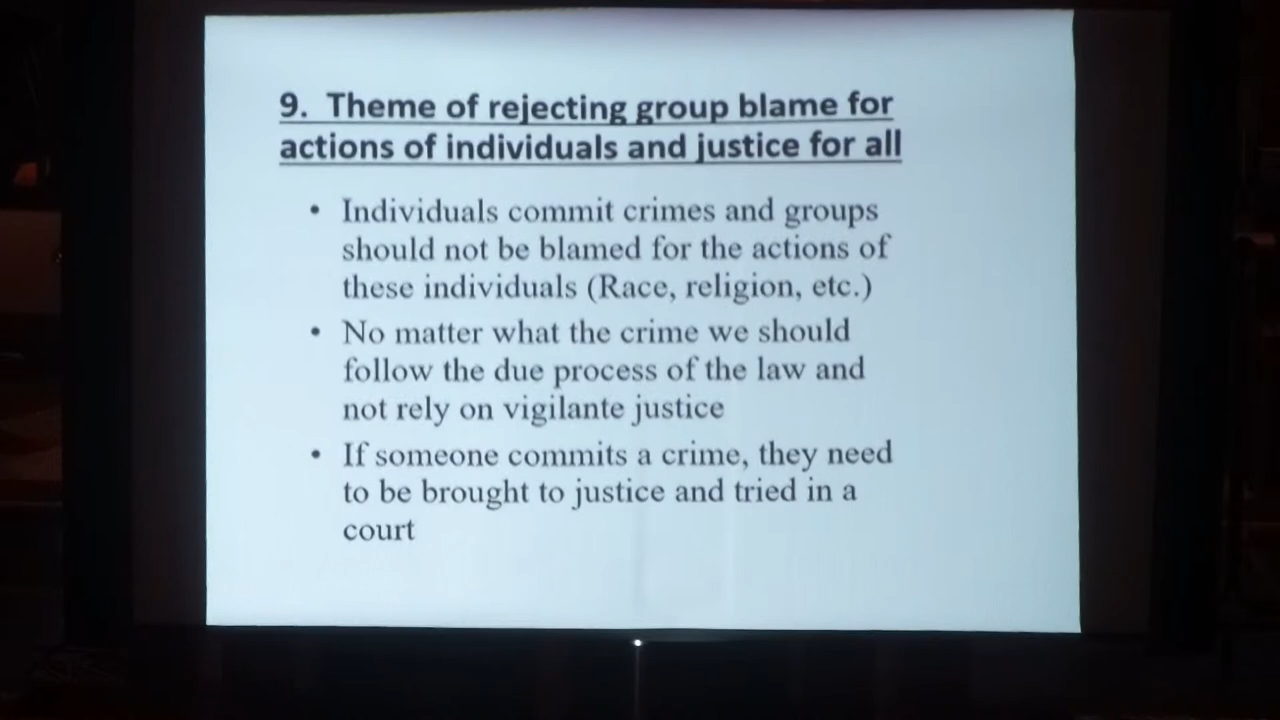 9. Theme of rejecting group blame for
actions of individuals and justice for all
• Individuals commit crimes and groups
should not be blamed for the actions of
these individuals (Race, religion, etc.)
• No matter what the crime we should
follow the due process of the law and
not rely on vigilante justice
• If someone commits a crime, they need
to be brought to justice and tried in a
court